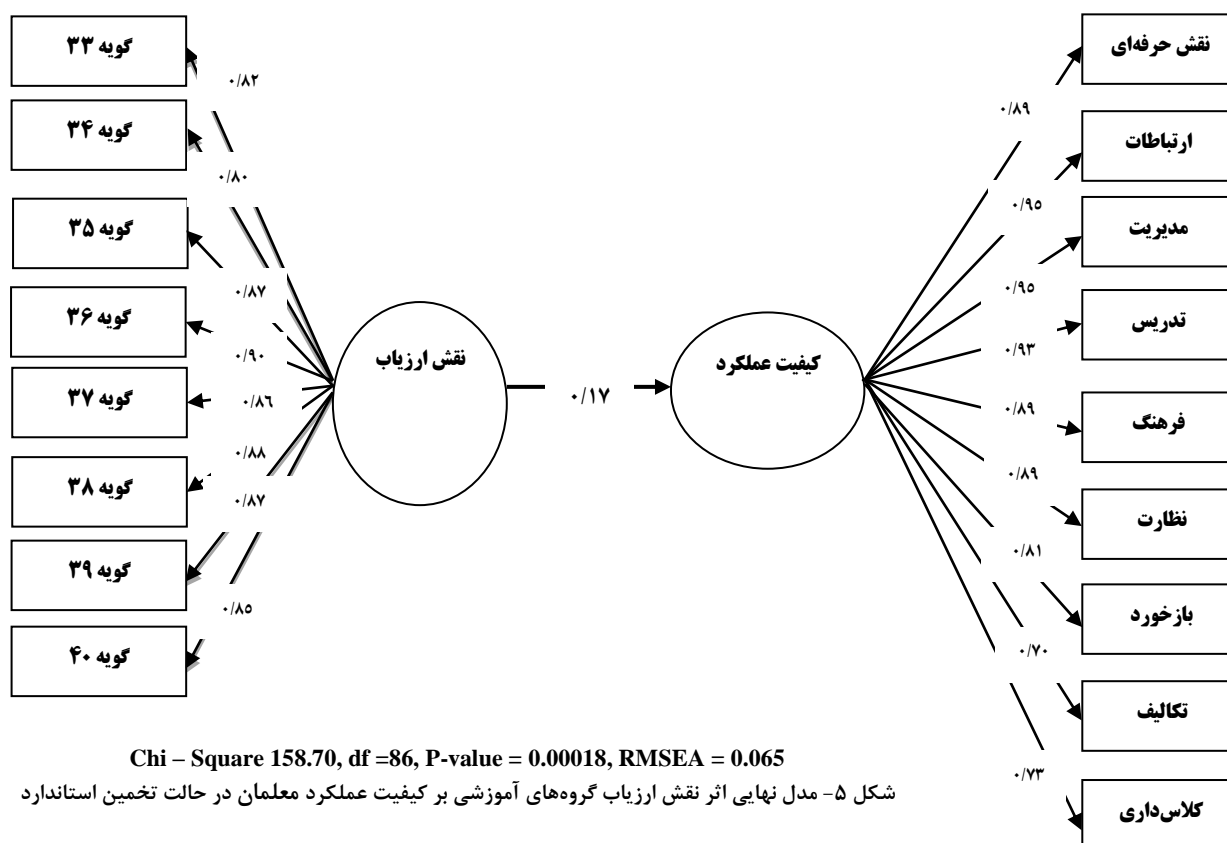 گویه ۳۳
۰/۸۲
گویه ۳۴
۰/۸۰
گویه ۳۵
۰/۸۷
گویه ۳۶
۰/۹۰
گویه ۳۷
۰/۸۶
گویه ۳۸
۰/۸۸
گویه ۳۹
۰/۸۷
گویه ۴۰
۰/۸۵
نقش ارزیاب
۰/۱۷
کیفیت عملکرد
نقش حرفه‌ای
۰/۸۹
ارتباطات
۰/۹۵
مدیریت
۰/۹۵
تدریس
۰/۹۳
فرهنگ
۰/۸۹
نظارت
۰/۸۹
بازخورد
۰/۸۱
تکالیف
۰/۷۰
کلاس‌داری
۰/۷۳
Chi – Square 158.70, df =86, P-value = 0.00018, RMSEA = 0.065
شکل ۵- مدل نهایی اثر نقش ارزیاب گروه‌های آموزشی بر کیفیت عملکرد معلمان در حالت تخمین استاندارد